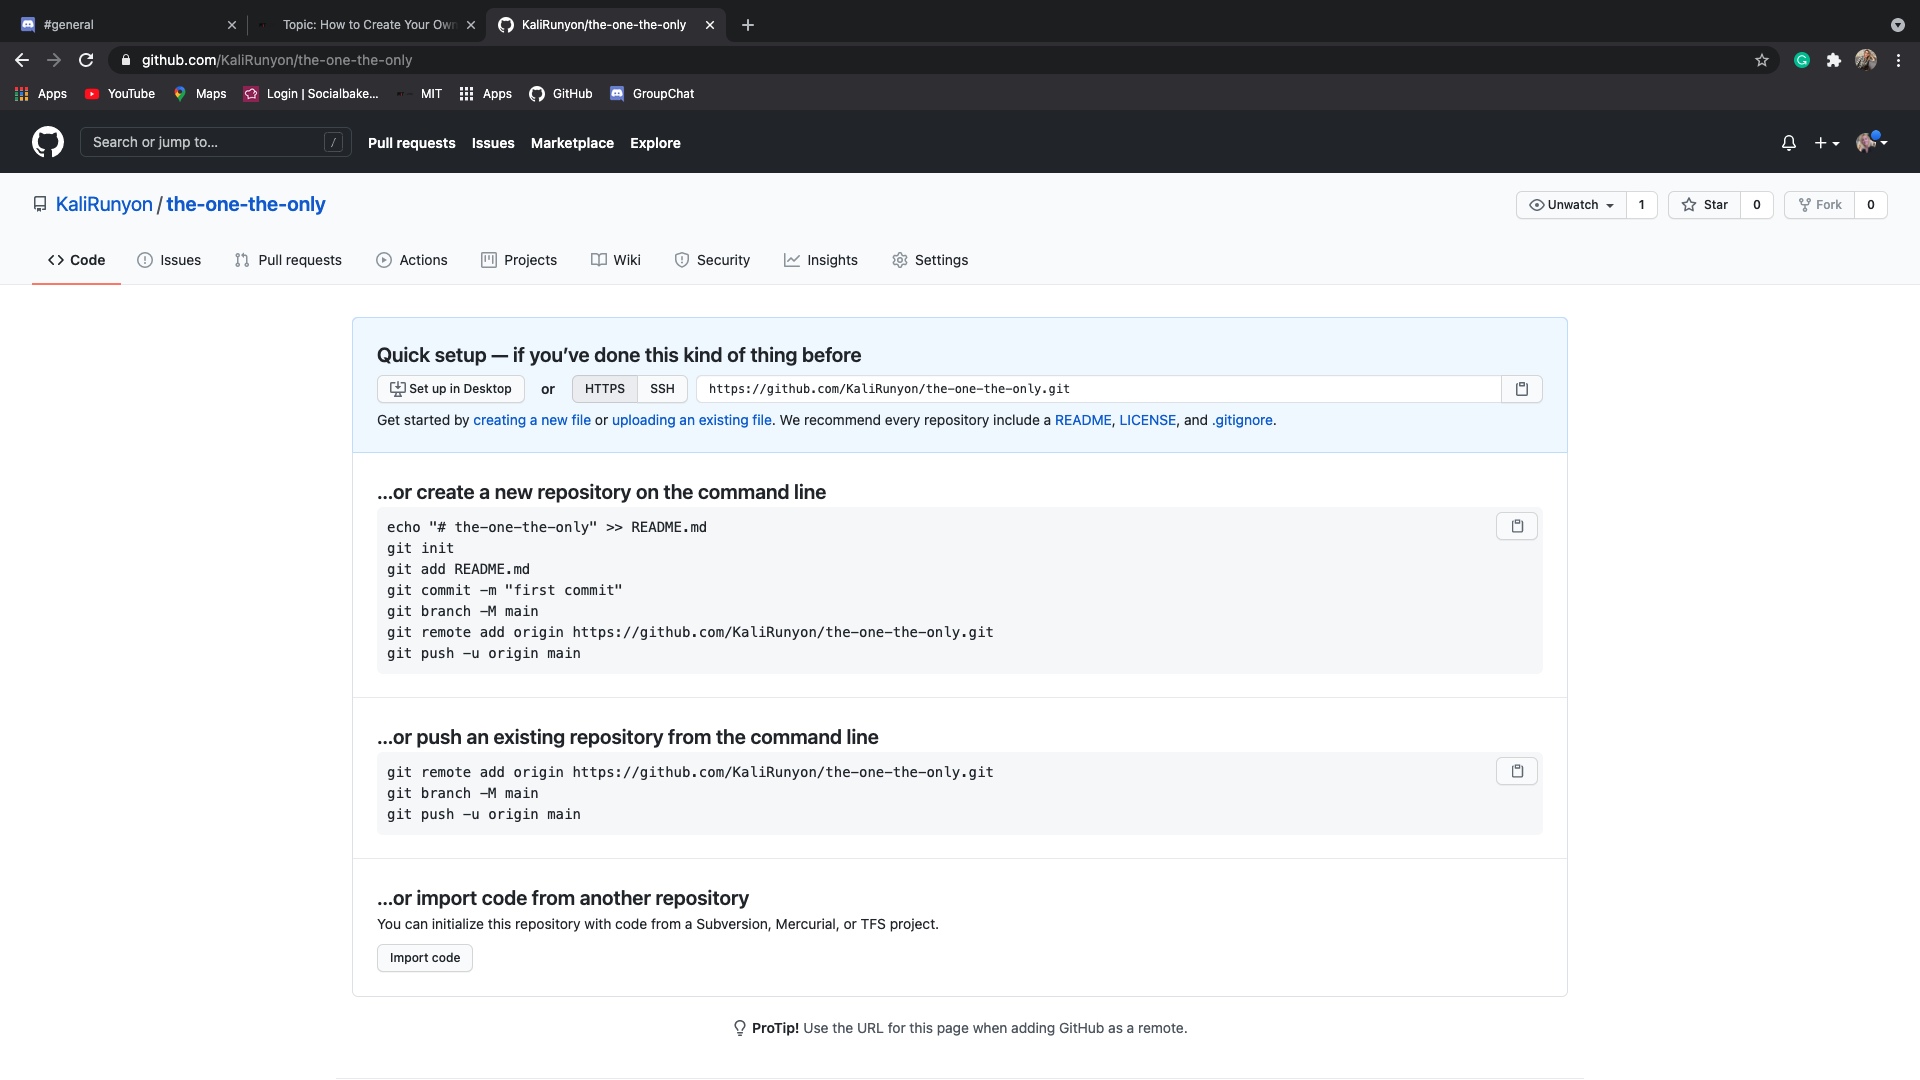 #general
Topic: How to Create Your Own
KaliRunyon/the-one-the-only
github.com/KaliRunyon/the-one-the-only
Apps YouTube Maps Login | Socialbake... MIT Apps GitHub GroupChat
Search or jump to... /
Pull requests Issues Marketplace Explore
KaliRunyon / the-one-the-only
Unwatch 1 Star 0 Fork 0
Code Issues Pull requests Actions Projects Wiki Security Insights Settings
Quick setup — if you’ve done this kind of thing before
Set up in Desktop or HTTPS SSH https://github.com/KaliRunyon/the-one-the-only.git
Get started by creating a new file or uploading an existing file. We recommend every repository include a README, LICENSE, and .gitignore.
…or create a new repository on the command line
echo "# the-one-the-only" >> README.md
git init
git add README.md
git commit -m "first commit"
git branch -M main
git remote add origin https://github.com/KaliRunyon/the-one-the-only.git
git push -u origin main
…or push an existing repository from the command line
git remote add origin https://github.com/KaliRunyon/the-one-the-only.git
git branch -M main
git push -u origin main
…or import code from another repository
You can initialize this repository with code from a Subversion, Mercurial, or TFS project.
Import code
ProTip! Use the URL for this page when adding GitHub as a remote.